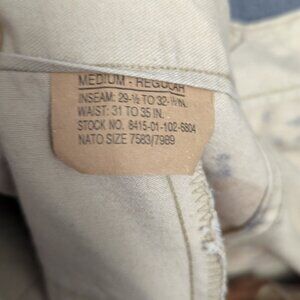 MEDIUM - REGULAR
INSEAM: 29-½ TO 32-½ IN.
WAIST: 31 TO 35 IN.
STOCK NO. 8415-01-102-6804
NATO SIZE 7583/7989